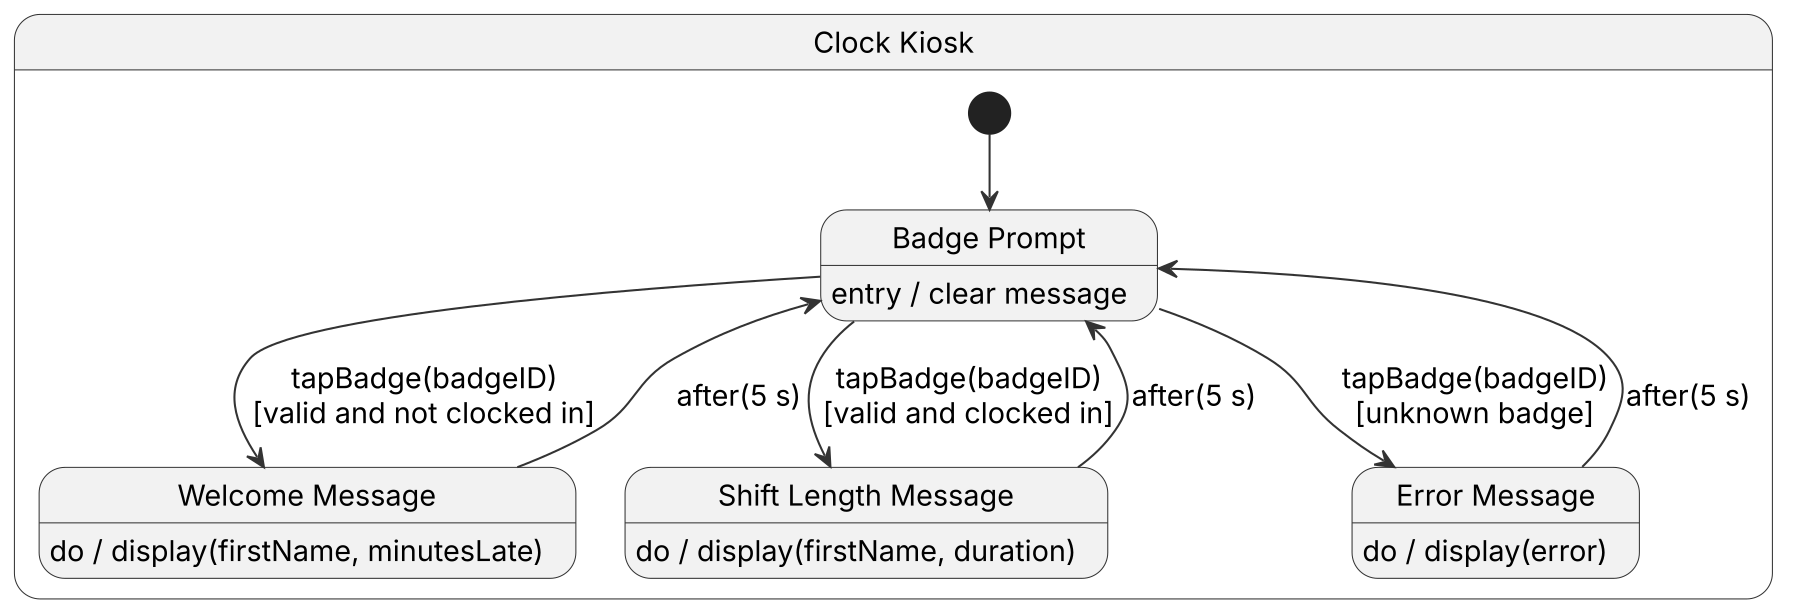 Clock Kiosk
Badge Prompt
entry / clear message
tapBadge(badgeID)
[valid and not clocked in]
after(5 s)
tapBadge(badgeID)
[valid and clocked in]
after(5 s)
tapBadge(badgeID)
[unknown badge]
after(5 s)
Welcome Message
do / display(firstName, minutesLate)
Shift Length Message
do / display(firstName, duration)
Error Message
do / display(error)